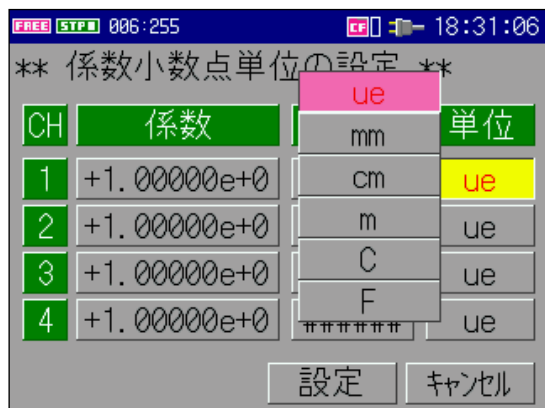 FREE STPD 006:255 CF 18:31:06
** 係数小数点単位の設定 **
CH 係数 単位
1 +1.00000e+0 ue
2 +1.00000e+0 ue
3 +1.00000e+0 ue
4 +1.00000e+0 ###### ue
ue
mm
cm
m
C
F
設定 キャンセル